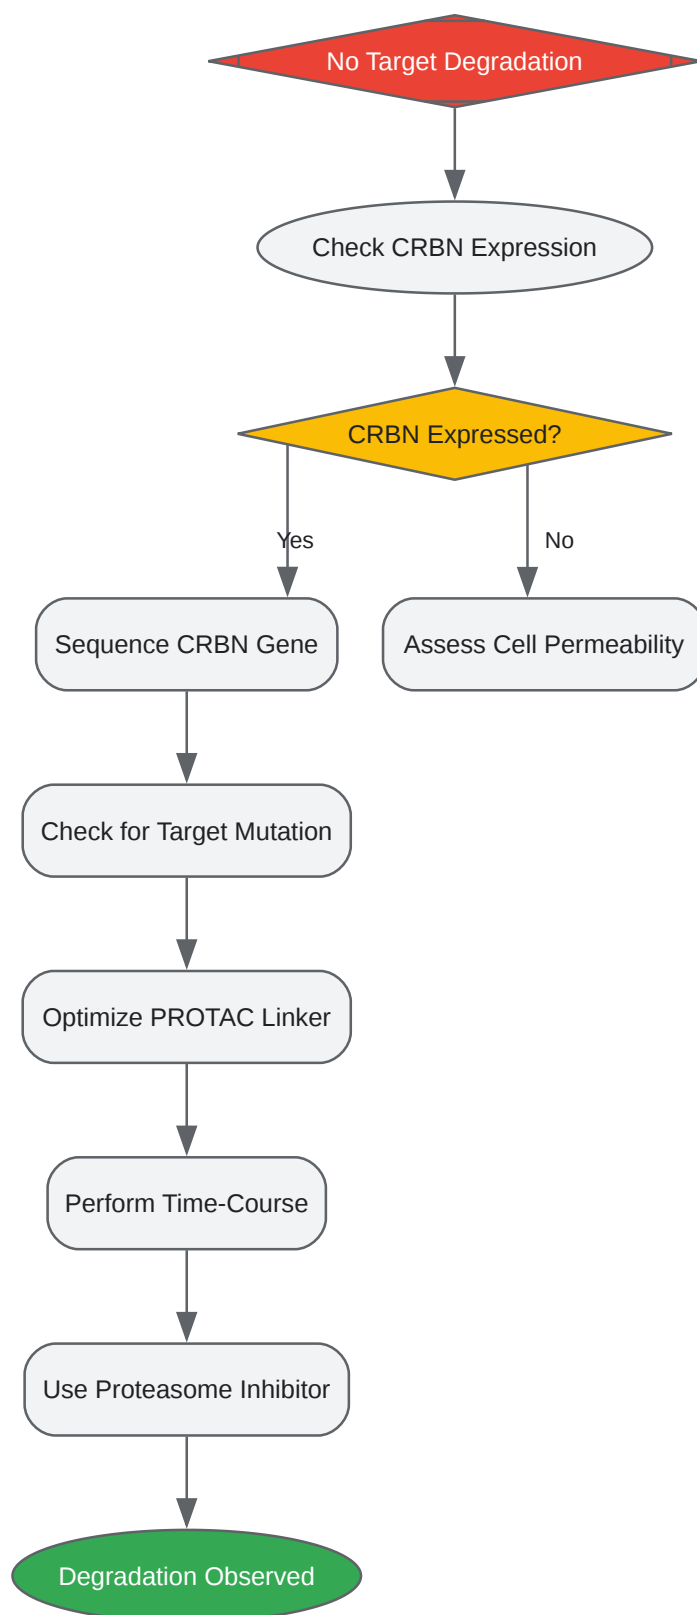 No Target Degradation
Check CRBN Expression
CRBN Expressed?
Yes
No
Sequence CRBN Gene
Assess Cell Permeability
Check for Target Mutation
Optimize PROTAC Linker
Perform Time-Course
Use Proteasome Inhibitor
Degradation Observed